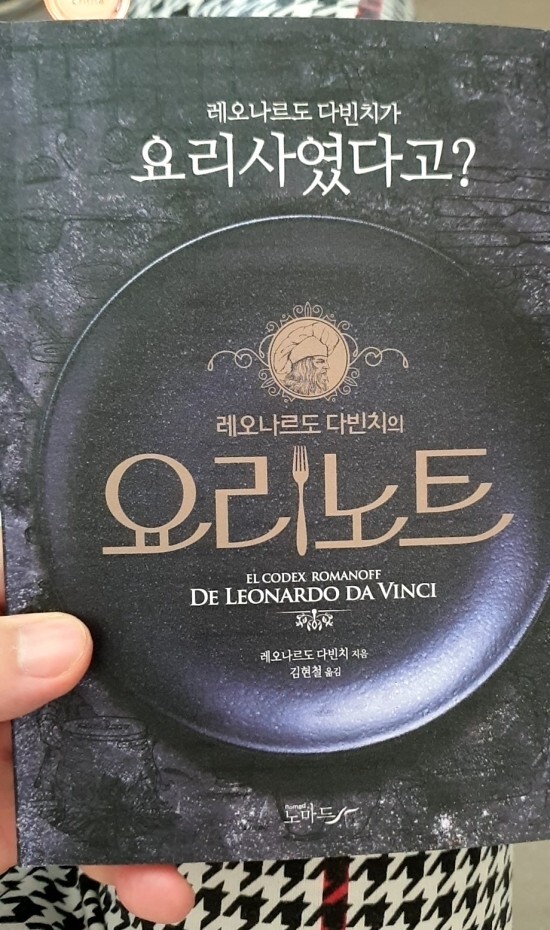 레오나르도 다빈치가
요리사였다고?
레오나르도 다빈치의
요리노트
EL CODEX ROMANOFF
DE LEONARDO DA VINCI
레오나르도 다빈치 지음
김현철 옮김
nomad
노마드